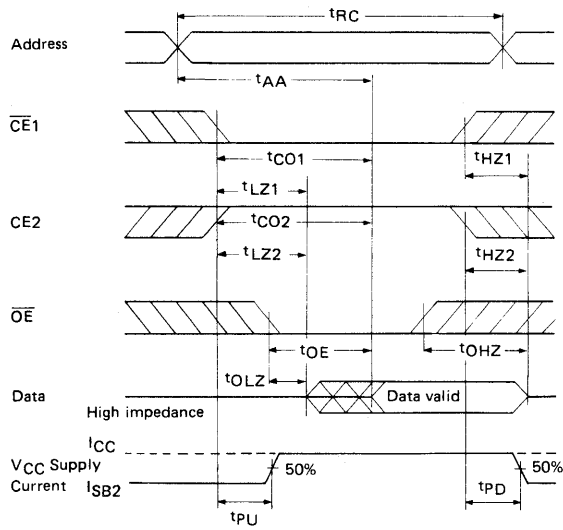 tRC
Address
tAA
CE1
tCO1
tHZ1
tLZ1
CE2
tCO2
tLZ2
tHZ2
OE
tOE
tOHZ
tOLZ
Data
Data valid
High impedance
ICC
VCC Supply
50%
50%
Current ISB2
tPU
tPD